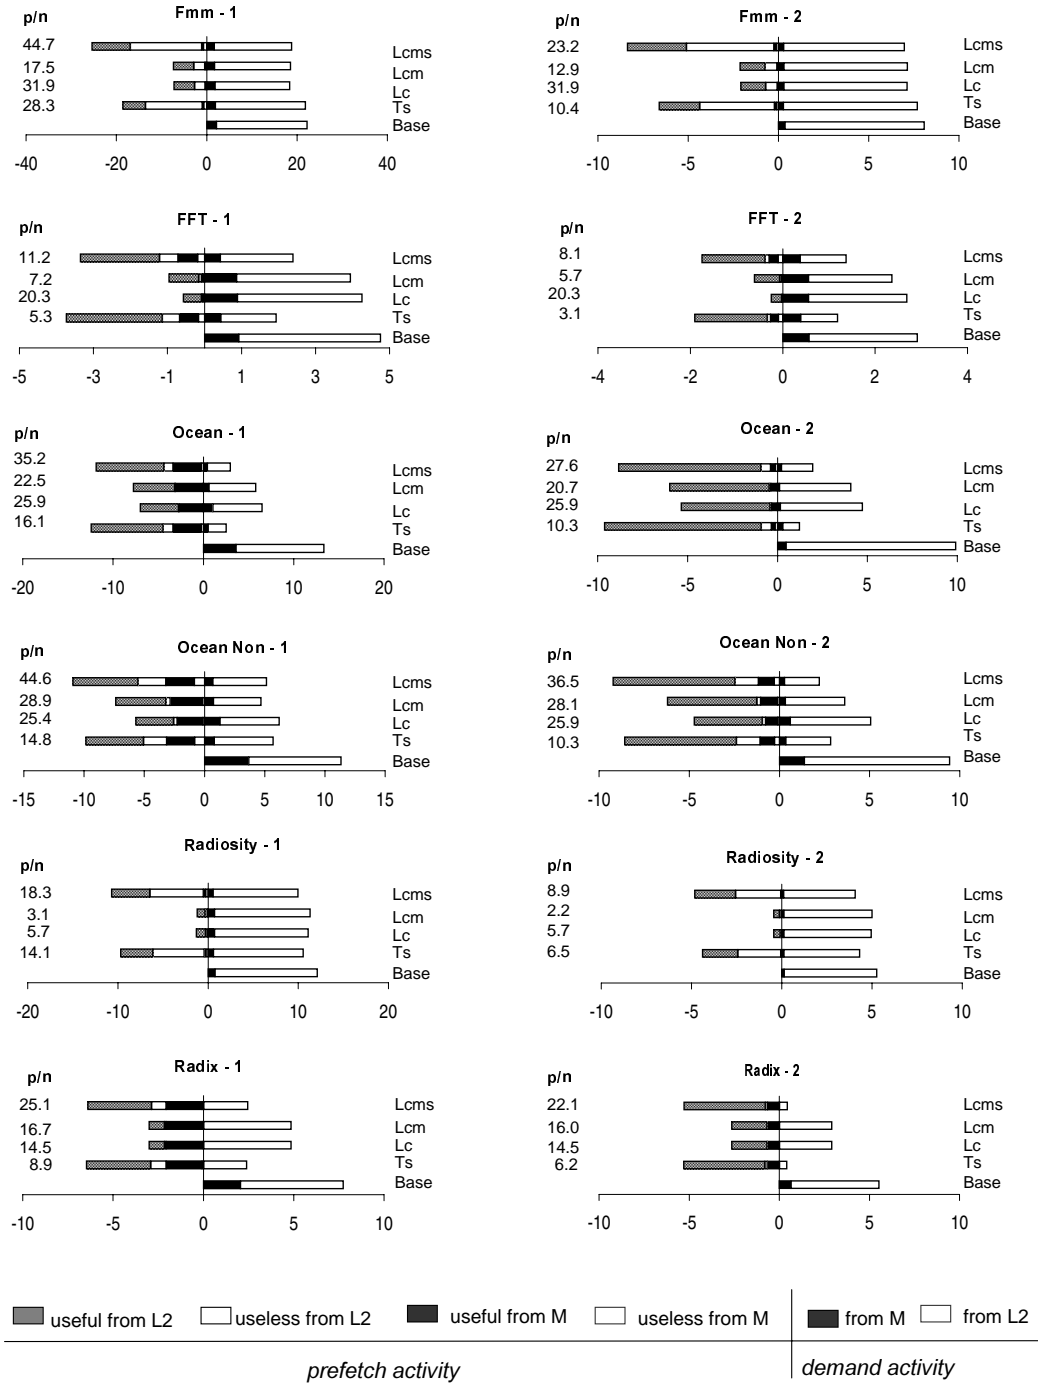 Fmm - 1
p/n
44.7
17.5
31.9
28.3
Lcms
Lcm
Lc
Ts
Base
-40 -20 0 20 40
Fmm - 2
p/n
23.2
12.9
31.9
10.4
Lcms
Lcm
Lc
Ts
Base
-10 -5 0 5 10
FFT - 1
p/n
11.2
7.2
20.3
5.3
Lcms
Lcm
Lc
Ts
Base
-5 -3 -1 1 3 5
FFT - 2
p/n
8.1
5.7
20.3
3.1
Lcms
Lcm
Lc
Ts
Base
-4 -2 0 2 4
Ocean - 1
p/n
35.2
22.5
25.9
16.1
Lcms
Lcm
Lc
Ts
Base
-20 -10 0 10 20
Ocean - 2
p/n
27.6
20.7
25.9
10.3
Lcms
Lcm
Lc
Ts
Base
-10 -5 0 5 10
Ocean Non - 1
p/n
44.6
28.9
25.4
14.8
Lcms
Lcm
Lc
Ts
Base
-15 -10 -5 0 5 10 15
Ocean Non - 2
p/n
36.5
28.1
25.9
10.3
Lcms
Lcm
Lc
Ts
Base
-10 -5 0 5 10
Radiosity - 1
p/n
18.3
3.1
5.7
14.1
Lcms
Lcm
Lc
Ts
Base
-20 -10 0 10 20
Radiosity - 2
p/n
8.9
2.2
5.7
6.5
Lcms
Lcm
Lc
Ts
Base
-10 -5 0 5 10
Radix - 1
p/n
25.1
16.7
14.5
8.9
Lcms
Lcm
Lc
Ts
Base
-10 -5 0 5 10
Radix - 2
p/n
22.1
16.0
14.5
6.2
Lcms
Lcm
Lc
Ts
Base
-10 -5 0 5 10
useful from L2 useless from L2 useful from M useless from M from M from L2
prefetch activity demand activity